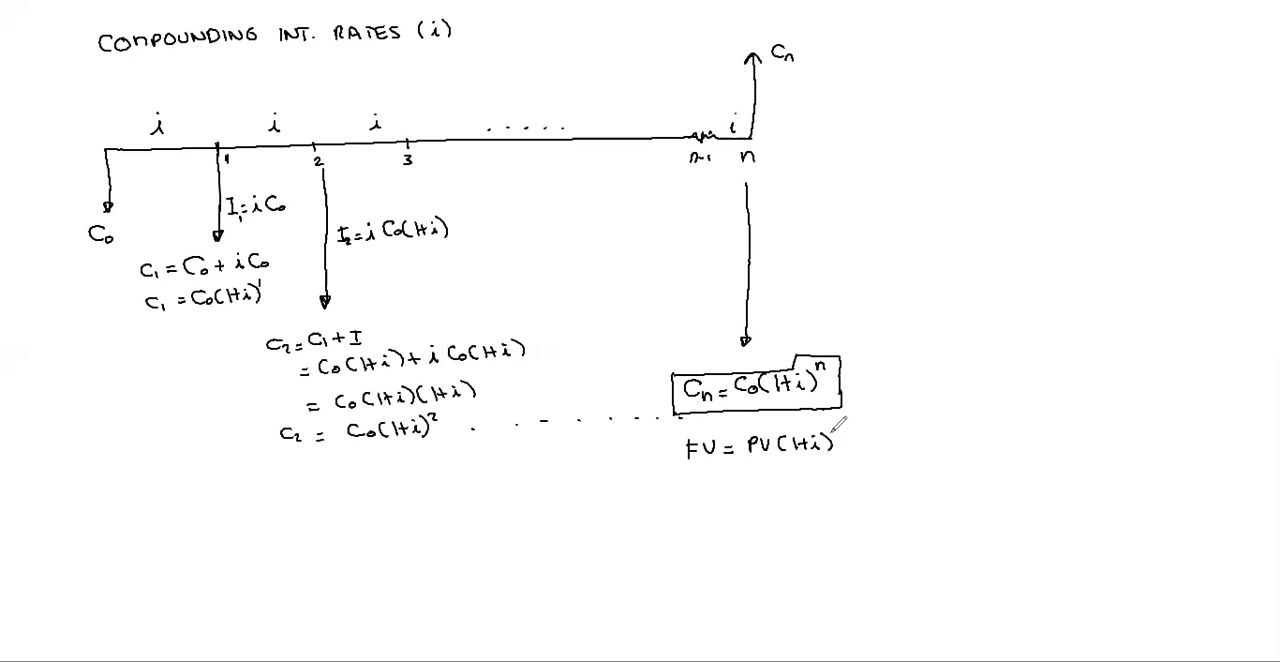 COMPOUNDING INT. RATES (i)
Cn
i i i ..... i
1 2 3 n-1 n
C₀
I₁=iC₀
C₁ = C₀ + iC₀
C₁ = C₀(1+i)¹
I₂=iC₀(1+i)
C₂=C₁+I
= C₀(1+i)+iC₀(1+i)
= C₀(1+i)(1+i)
C₂ = C₀(1+i)²
Cn = C₀(1+i)ⁿ
FV = PV(1+i)